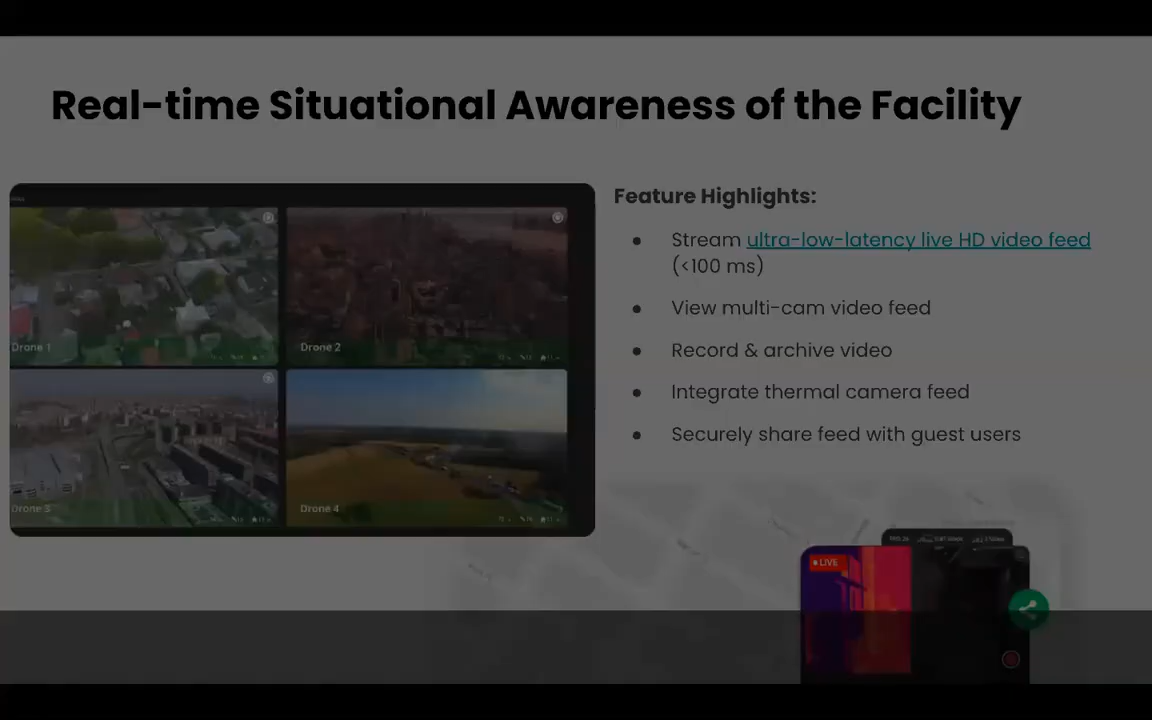 Real-time Situational Awareness of the Facility
Feature Highlights:
● Stream ultra-low-latency live HD video feed
(<100 ms)
● View multi-cam video feed
● Record & archive video
● Integrate thermal camera feed
● Securely share feed with guest users
Drone 1
Drone 2
Drone 3
Drone 4
LIVE